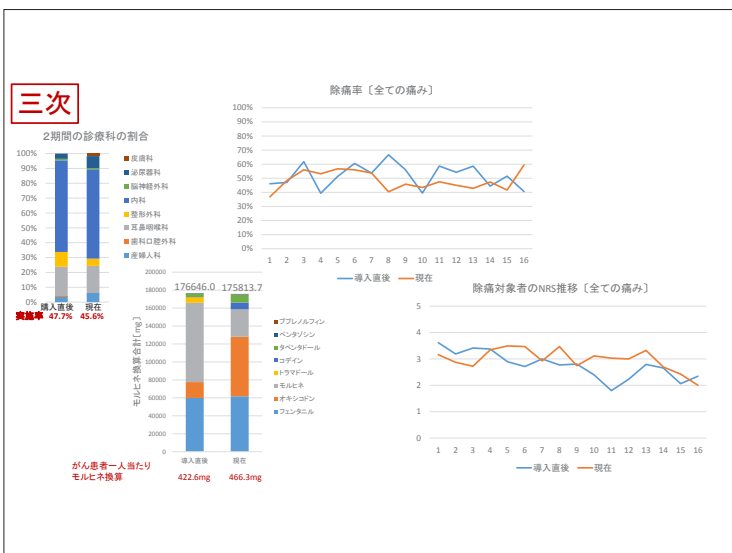 三次
2期間の診療科の割合
100%
90%
80%
70%
60%
50%
40%
30%
20%
10%
0%
購入直後 現在
実施率 47.7% 45.6%
皮膚科
泌尿器科
脳神経外科
内科
整形外科
耳鼻咽喉科
歯科口腔外科
産婦人科
除痛率〔全ての痛み〕
100%
90%
80%
70%
60%
50%
40%
30%
20%
10%
0%
1 2 3 4 5 6 7 8 9 10 11 12 13 14 15 16
導入直後 現在
モルヒネ換算合計[mg]
200000
180000
160000
140000
120000
100000
80000
60000
40000
20000
0
176646.0 175813.7
導入直後 現在
ブプレノルフィン
ペンタゾシン
タペンタドール
コデイン
トラマドール
モルヒネ
オキシコドン
フェンタニル
がん患者一人当たり
モルヒネ換算 422.6mg 466.3mg
除痛対象者のNRS推移〔全ての痛み〕
5
4
3
2
1
0
1 2 3 4 5 6 7 8 9 10 11 12 13 14 15 16
導入直後 現在